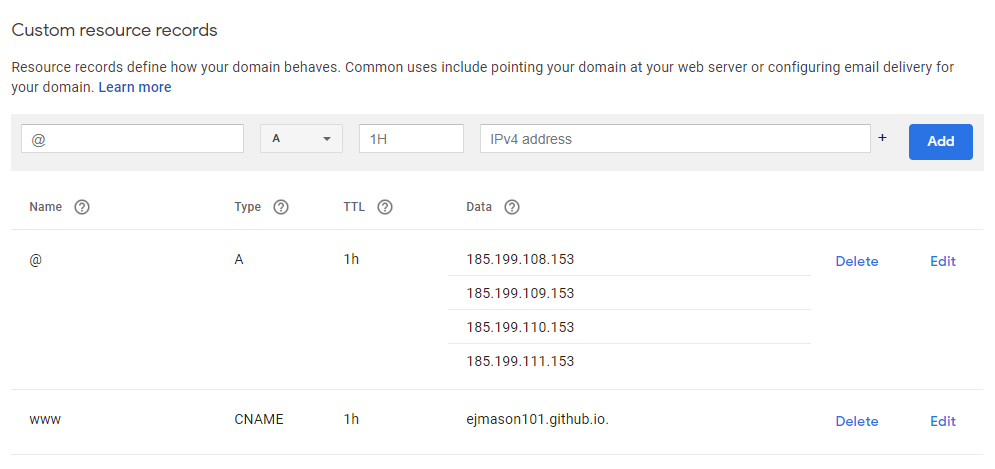 Custom resource records
Resource records define how your domain behaves. Common uses include pointing your domain at your web server or configuring email delivery for
your domain. Learn more
@ A 1H IPv4 address + Add
Name ? Type ? TTL ? Data ?
@ A 1h 185.199.108.153 Delete Edit
185.199.109.153
185.199.110.153
185.199.111.153
www CNAME 1h ejmason101.github.io. Delete Edit